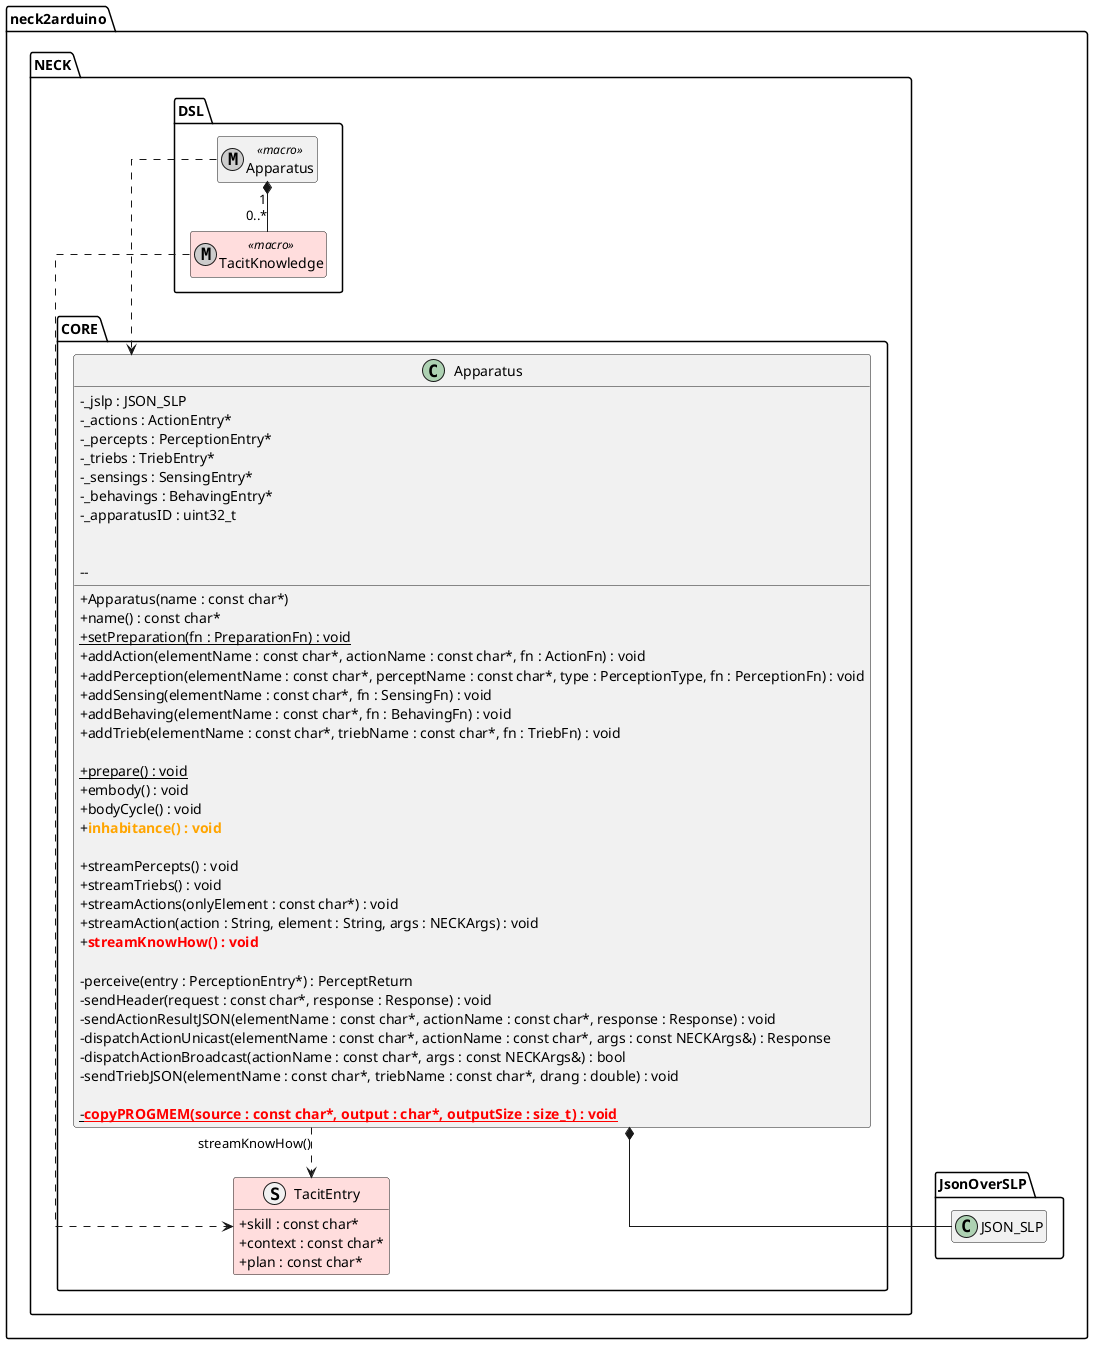 neck2arduino
NECK
DSL
M
«macro»
Apparatus
1
0..*
M
«macro»
TacitKnowledge
CORE
C Apparatus
-_jslp : JSON_SLP
-_actions : ActionEntry*
-_percepts : PerceptionEntry*
-_triebs : TriebEntry*
-_sensings : SensingEntry*
-_behavings : BehavingEntry*
-_apparatusID : uint32_t
--
+Apparatus(name : const char*)
+name() : const char*
+setPreparation(fn : PreparationFn) : void
+addAction(elementName : const char*, actionName : const char*, fn : ActionFn) : void
+addPerception(elementName : const char*, perceptName : const char*, type : PerceptionType, fn : PerceptionFn) : void
+addSensing(elementName : const char*, fn : SensingFn) : void
+addBehaving(elementName : const char*, fn : BehavingFn) : void
+addTrieb(elementName : const char*, triebName : const char*, fn : TriebFn) : void
+prepare() : void
+embody() : void
+bodyCycle() : void
+inhabitance() : void
+streamPercepts() : void
+streamTriebs() : void
+streamActions(onlyElement : const char*) : void
+streamAction(action : String, element : String, args : NECKArgs) : void
+streamKnowHow() : void
-perceive(entry : PerceptionEntry*) : PerceptReturn
-sendHeader(request : const char*, response : Response) : void
-sendActionResultJSON(elementName : const char*, actionName : const char*, response : Response) : void
-dispatchActionUnicast(elementName : const char*, actionName : const char*, args : const NECKArgs&) : Response
-dispatchActionBroadcast(actionName : const char*, args : const NECKArgs&) : bool
-sendTriebJSON(elementName : const char*, triebName : const char*, drang : double) : void
-copyPROGMEM(source : const char*, output : char*, outputSize : size_t) : void
streamKnowHow()
S TacitEntry
+skill : const char*
+context : const char*
+plan : const char*
JsonOverSLP
C JSON_SLP